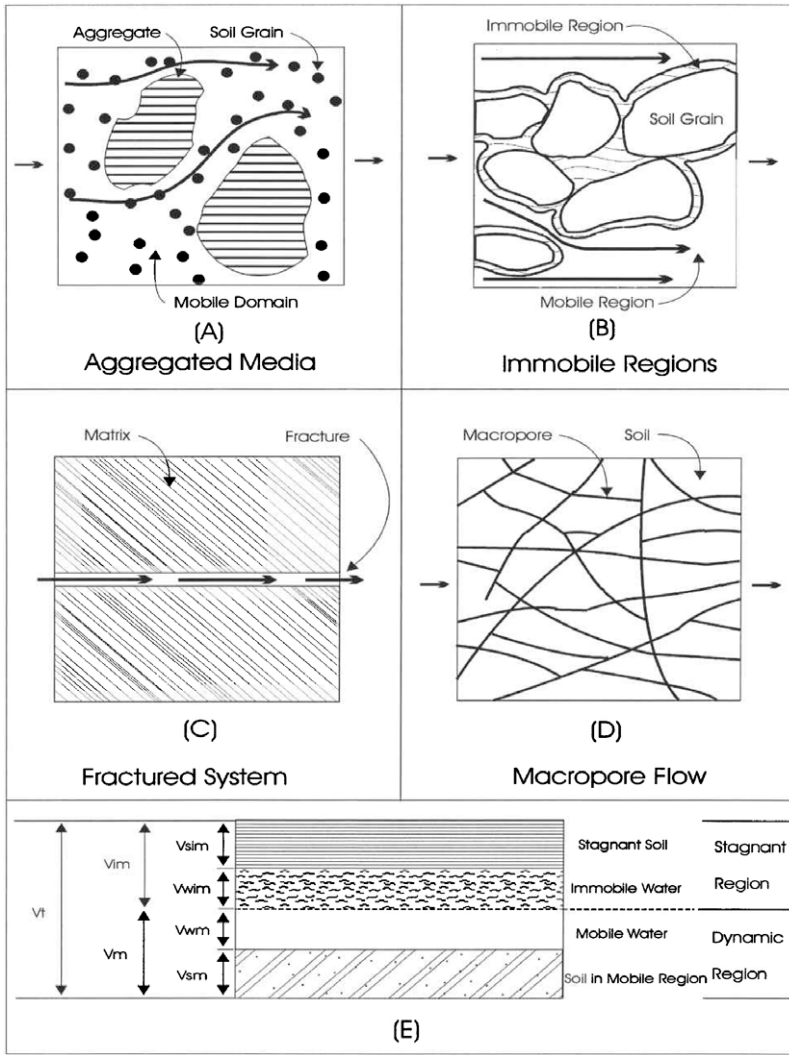 Aggregate Soil Grain
Mobile Domain
(A)
Aggregated Media
Immobile Region
Soil Grain
Mobile Region
(B)
Immobile Regions
Matrix Fracture
(C)
Fractured System
Macropore Soil
(D)
Macropore Flow
Vt
Vim
Vm
Vsim
Vwim
Vwm
Vsm
Stagnant Soil
Immobile Water
Mobile Water
Soil in Mobile Region
Stagnant
Region
Dynamic
Region
(E)